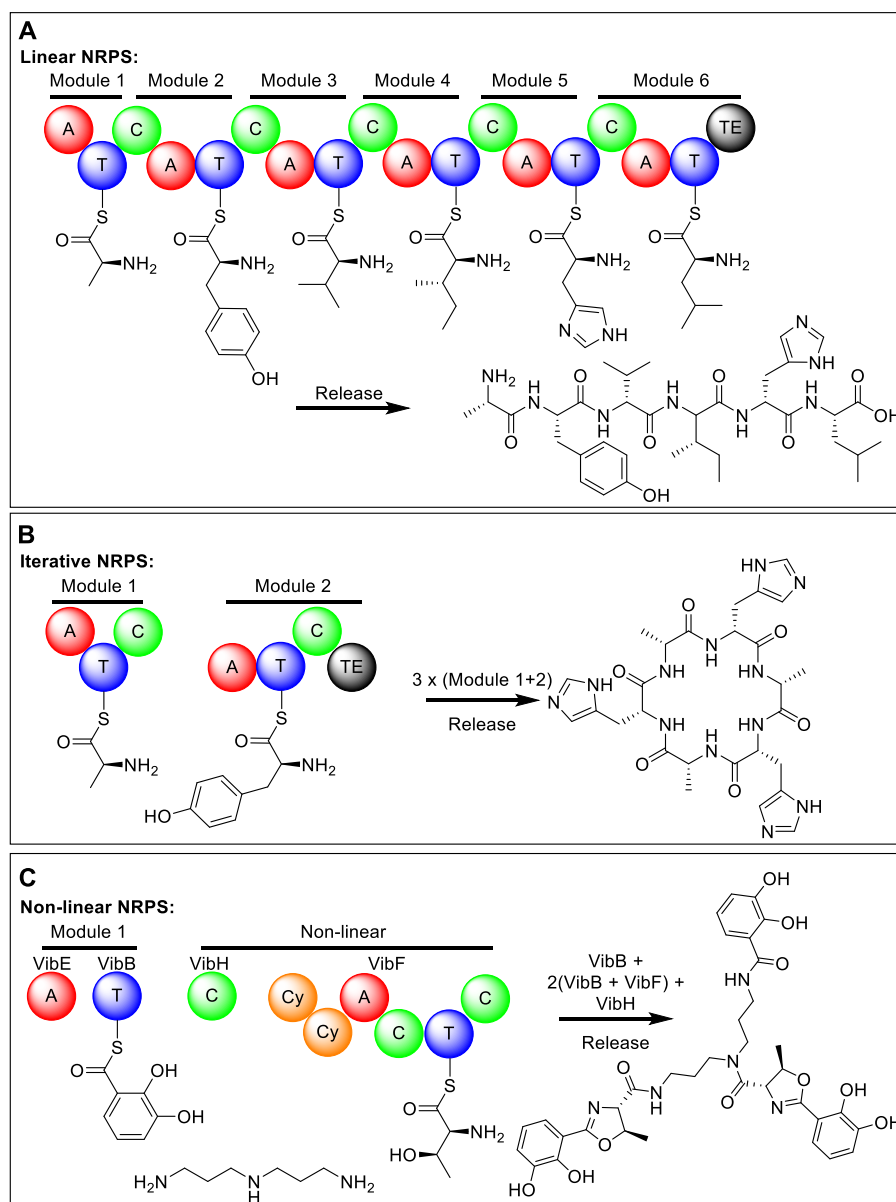 A
Linear NRPS:
Module 1 Module 2 Module 3 Module 4 Module 5 Module 6
A C C C C C TE
T A T A T A T A T A T
S S S S S S
O NH2 O NH2 O NH2 O NH2 O NH2 O NH2
N NH
OH
Release
NH2 H N O H N O N NH H N O OH
O N H O N H O
OH
B
Iterative NRPS:
Module 1 Module 2
A C C
T A T TE
S S
O NH2 O NH2
HO
3 x (Module 1+2)
Release
HN N
O O
NH HN
NH O NH O
N NH HN O
O NH HN O
NH
N
C
Non-linear NRPS:
Module 1 Non-linear
VibE VibB VibH VibF
A T C Cy A C
Cy C T
S S
O OH O NH2
OH HO
H2N N H NH2
VibB +
2(VibB + VibF) +
VibH
Release
OH
OH
O
HN
O H N N O O OH OH
N O N
OH O
HO